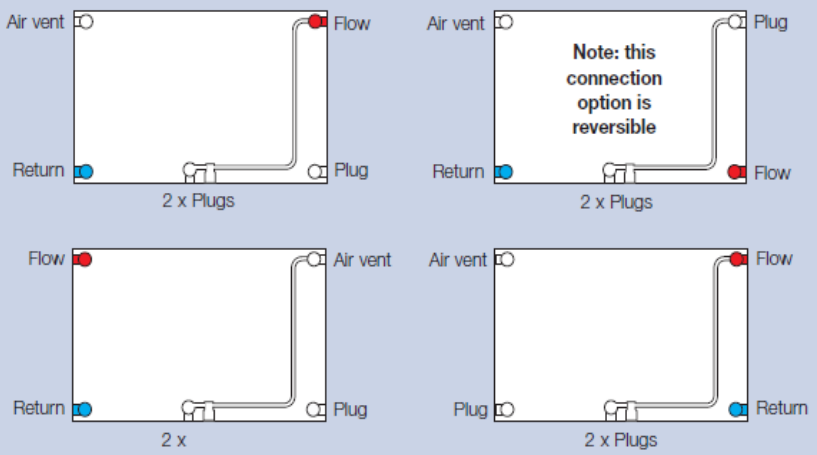 Air vent
Flow
Return
Plug
2 x Plugs
Air vent
Plug
Note: this
connection
option is
reversible
Return
Flow
2 x Plugs
Flow
Air vent
Return
Plug
2 x
Air vent
Flow
Plug
Return
2 x Plugs